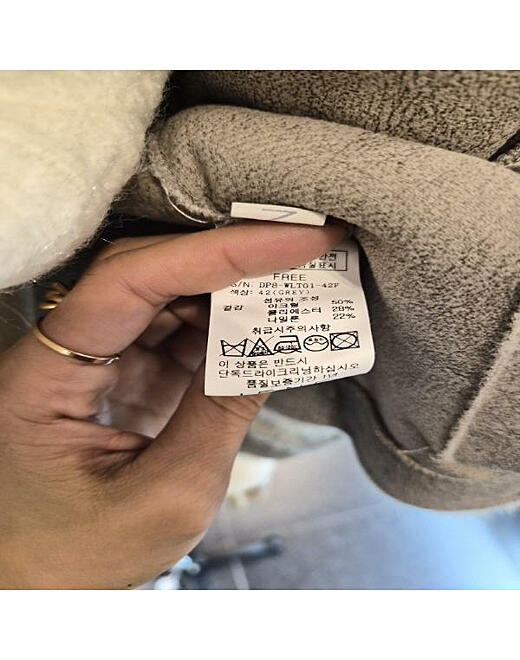 FREE
S/N: DP8-WLT01-42F
색상: 42(GREY)
섬유의 조성
겉감 아크릴 50%
폴리에스터 28%
나일론 22%
취급시주의사항
이 상품은 반드시
단독드라이크리닝하십시오
품질보증기간